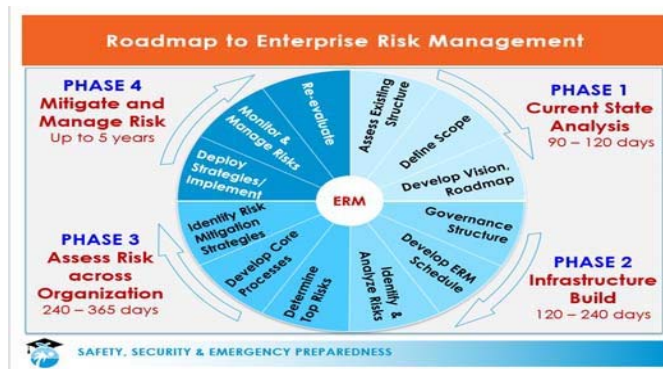 Roadmap to Enterprise Risk Management
PHASE 4
Mitigate and
Manage Risk
Up to 5 years
PHASE 1
Current State
Analysis
90 – 120 days
PHASE 2
Infrastructure
Build
120 – 240 days
PHASE 3
Assess Risk
across
Organization
240 – 365 days
ERM
Assess Existing
Structure
Define Scope
Develop Vision,
Roadmap
Governance
Structure
Develop ERM
Schedule
Identify &
Analyze Risks
Determine
Top Risks
Develop Core
Processes
Identify Risk
Mitigation
Strategies
Deploy
Strategies/
Implement
Monitor &
Manage Risks
Re-evaluate
SAFETY, SECURITY & EMERGENCY PREPAREDNESS